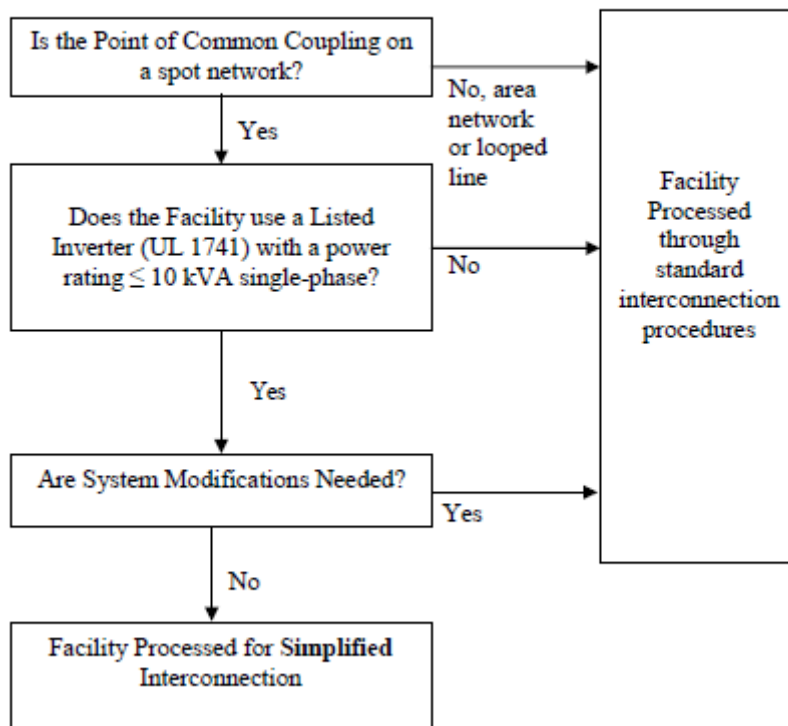 Is the Point of Common Coupling on
a spot network?
No, area
network
or looped
line
Yes
Does the Facility use a Listed
Inverter (UL 1741) with a power
rating ≤ 10 kVA single-phase?
No
Facility
Processed
through
standard
interconnection
procedures
Yes
Are System Modifications Needed?
Yes
No
Facility Processed for Simplified
Interconnection